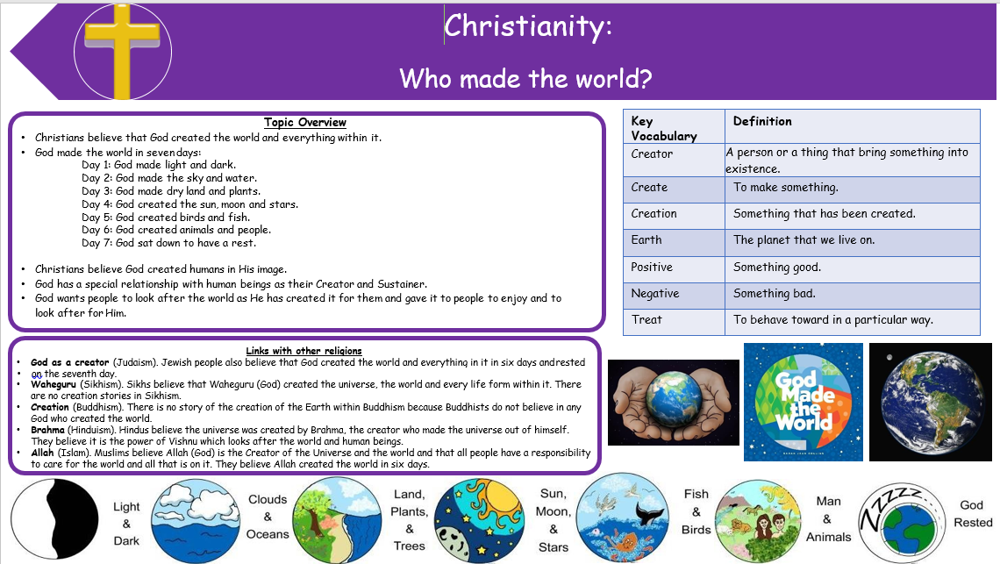 Christianity:
Who made the world?
Topic Overview
• Christians believe that God created the world and everything within it.
• God made the world in seven days:
Day 1: God made light and dark.
Day 2: God made the sky and water.
Day 3: God made dry land and plants.
Day 4: God created the sun, moon and stars.
Day 5: God created birds and fish.
Day 6: God created animals and people.
Day 7: God sat down to have a rest.
• Christians believe God created humans in His image.
• God has a special relationship with human beings as their Creator and Sustainer.
• God wants people to look after the world as He has created it for them and gave it to people to enjoy and to
look after for Him.
Key
Vocabulary
Definition
Creator
A person or a thing that bring something into
existence.
Create
To make something.
Creation
Something that has been created.
Earth
The planet that we live on.
Positive
Something good.
Negative
Something bad.
Treat
To behave toward in a particular way.
Links with other religions
• God as a creator (Judaism). Jewish people also believe that God created the world and everything in it in six days and rested
• on the seventh day.
• Waheguru (Sikhism). Sikhs believe that Waheguru (God) created the universe, the world and every life form within it. There
are no creation stories in Sikhism.
• Creation (Buddhism). There is no story of the creation of the Earth within Buddhism because Buddhists do not believe in any
God who created the world.
• Brahma (Hinduism). Hindus believe the universe was created by Brahma, the creator who made the universe out of himself.
They believe it is the power of Vishnu which looks after the world and human beings.
• Allah (Islam). Muslims believe Allah (God) is the Creator of the Universe and the world and that all people have a responsibility
to care for the world and all that is on it. They believe Allah created the world in six days.
God
Made
the
World
Light
&
Dark
Clouds
&
Oceans
Land,
Plants,
&
Trees
Sun,
Moon,
&
Stars
Fish
&
Birds
Man
&
Animals
NZZZZZ
God
Rested